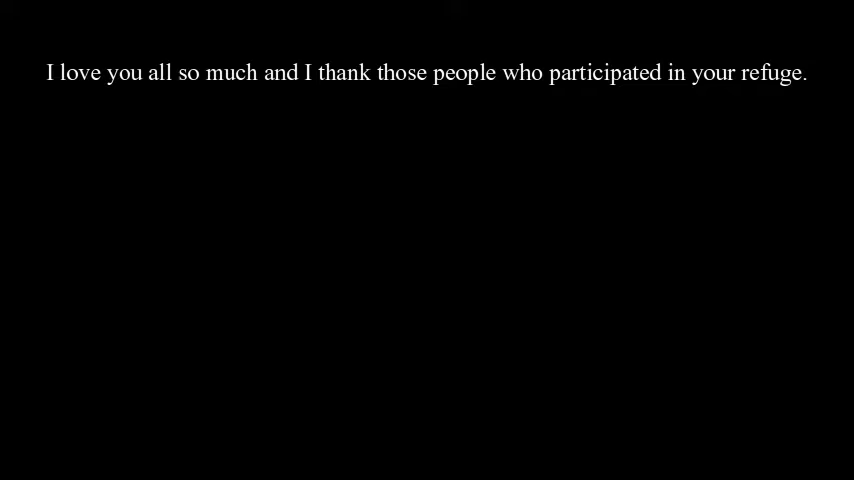 I love you all so much and I thank those people who participated in your refuge.